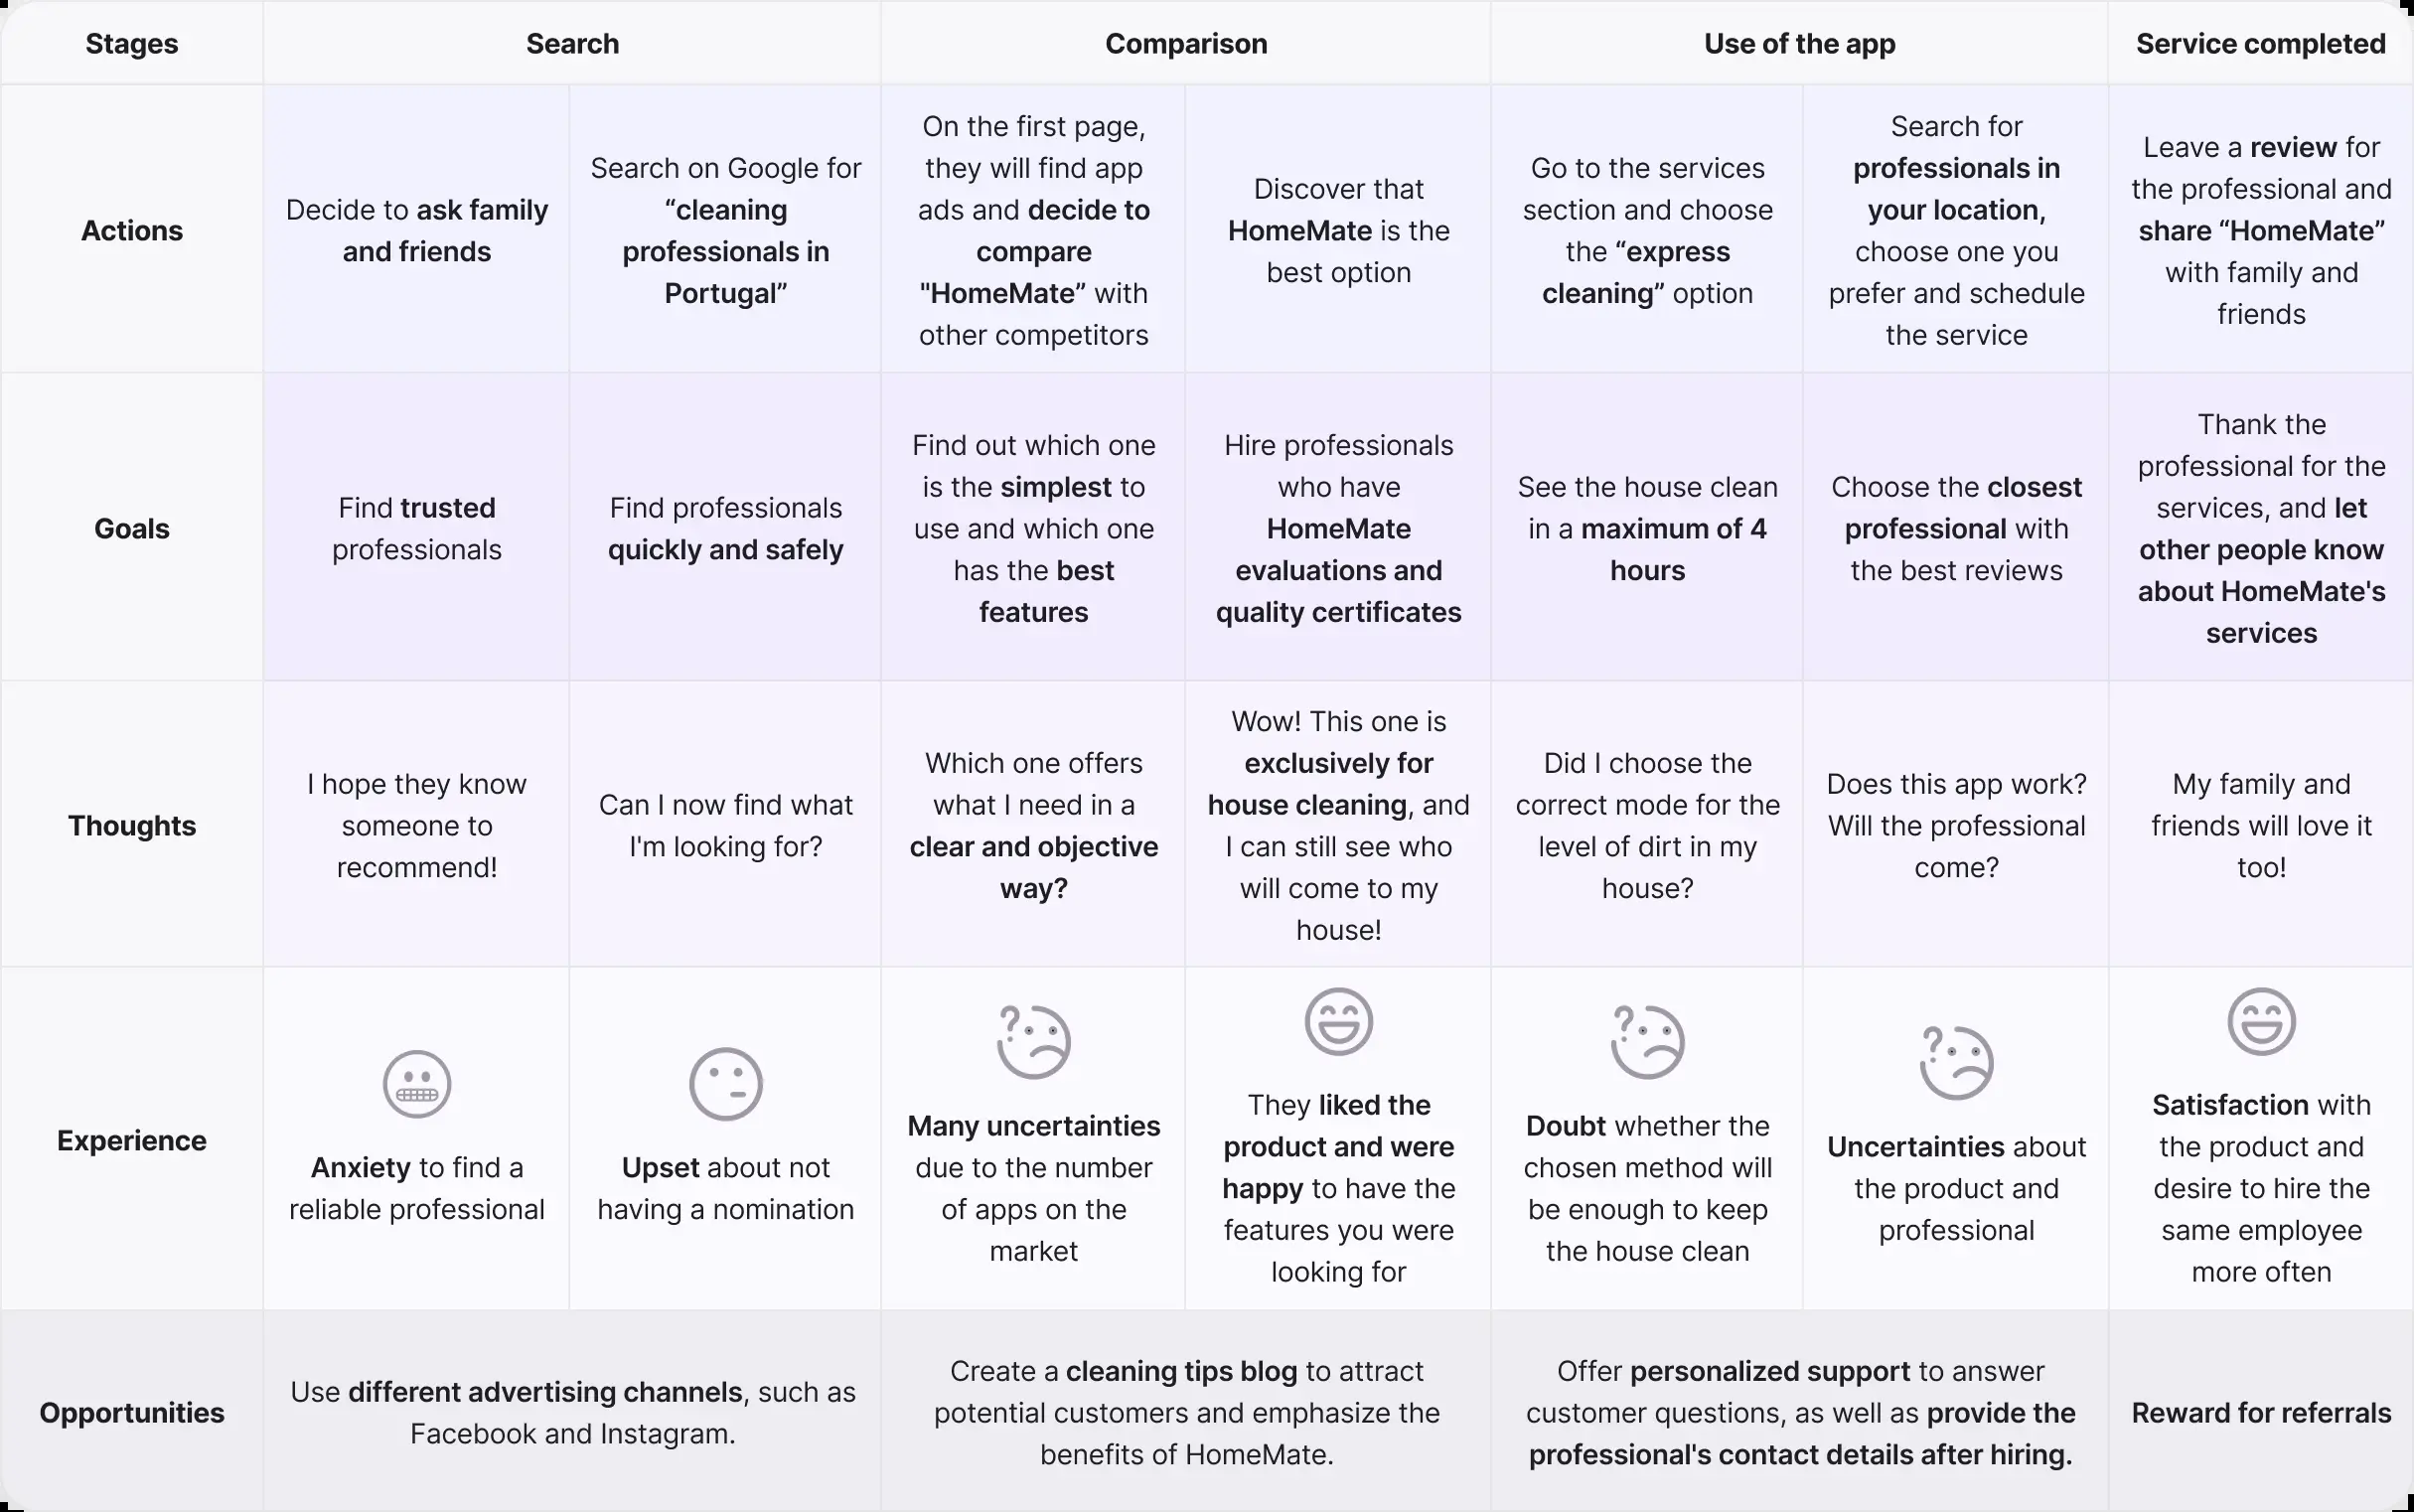 Stages
Search
Comparison
Use of the app
Service completed
Actions
Decide to ask family
and friends
Search on Google for
“cleaning
professionals in
Portugal”
On the first page,
they will find app
ads and decide to
compare
"HomeMate” with
other competitors
Discover that
HomeMate is the
best option
Go to the services
section and choose
the “express
cleaning” option
Search for
professionals in
your location,
choose one you
prefer and schedule
the service
Leave a review for
the professional and
share “HomeMate”
with family and
friends
Goals
Find trusted
professionals
Find professionals
quickly and safely
Find out which one
is the simplest to
use and which one
has the best
features
Hire professionals
who have
HomeMate
evaluations and
quality certificates
See the house clean
in a maximum of 4
hours
Choose the closest
professional with
the best reviews
Thank the
professional for the
services, and let
other people know
about HomeMate's
services
Thoughts
I hope they know
someone to
recommend!
Can I now find what
I'm looking for?
Which one offers
what I need in a
clear and objective
way?
Wow! This one is
exclusively for
house cleaning, and
I can still see who
will come to my
house!
Did I choose the
correct mode for the
level of dirt in my
house?
Does this app work?
Will the professional
come?
My family and
friends will love it
too!
Experience
Anxiety to find a
reliable professional
Upset about not
having a nomination
Many uncertainties
due to the number
of apps on the
market
They liked the
product and were
happy to have the
features you were
looking for
Doubt whether the
chosen method will
be enough to keep
the house clean
Uncertainties about
the product and
professional
Satisfaction with
the product and
desire to hire the
same employee
more often
Opportunities
Use different advertising channels, such as
Facebook and Instagram.
Create a cleaning tips blog to attract
potential customers and emphasize the
benefits of HomeMate.
Offer personalized support to answer
customer questions, as well as provide the
professional's contact details after hiring.
Reward for referrals